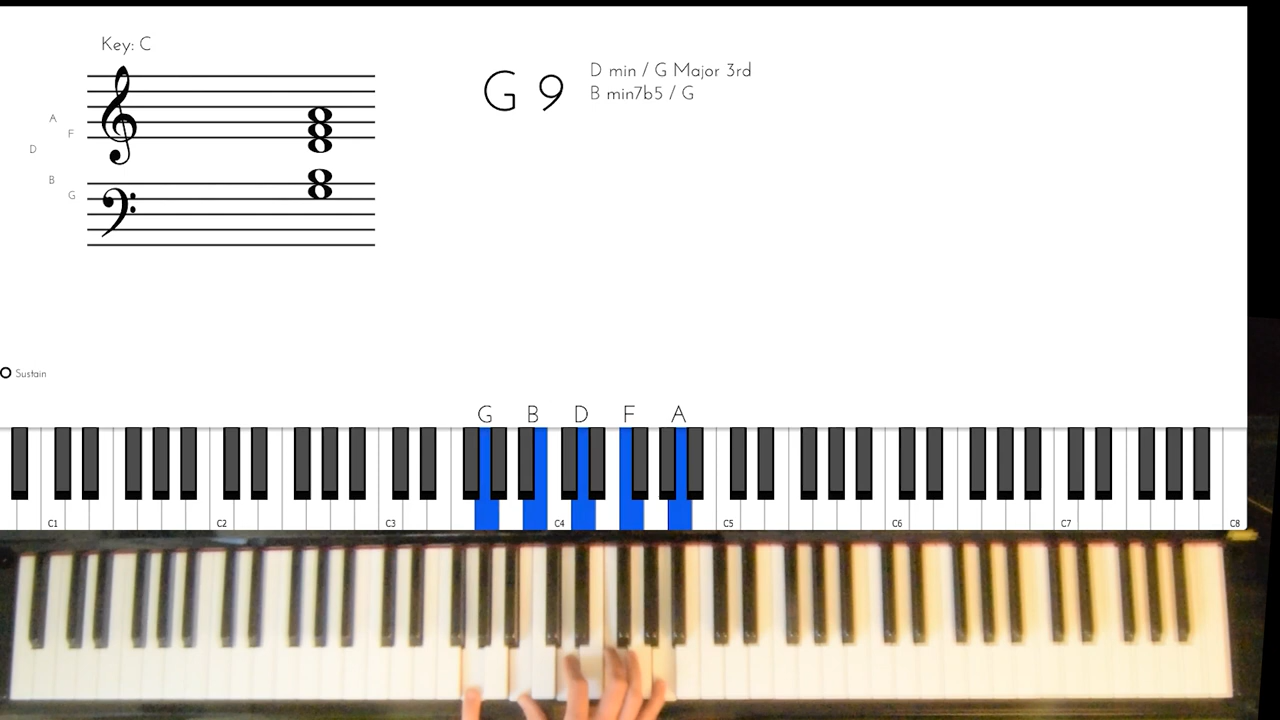 Key: C
G 9
D min / G Major 3rd
B min7b5 / G
A
F
D
B
G
Sustain
G B D F A
C1 C2 C3 C4 C5 C6 C7 C8